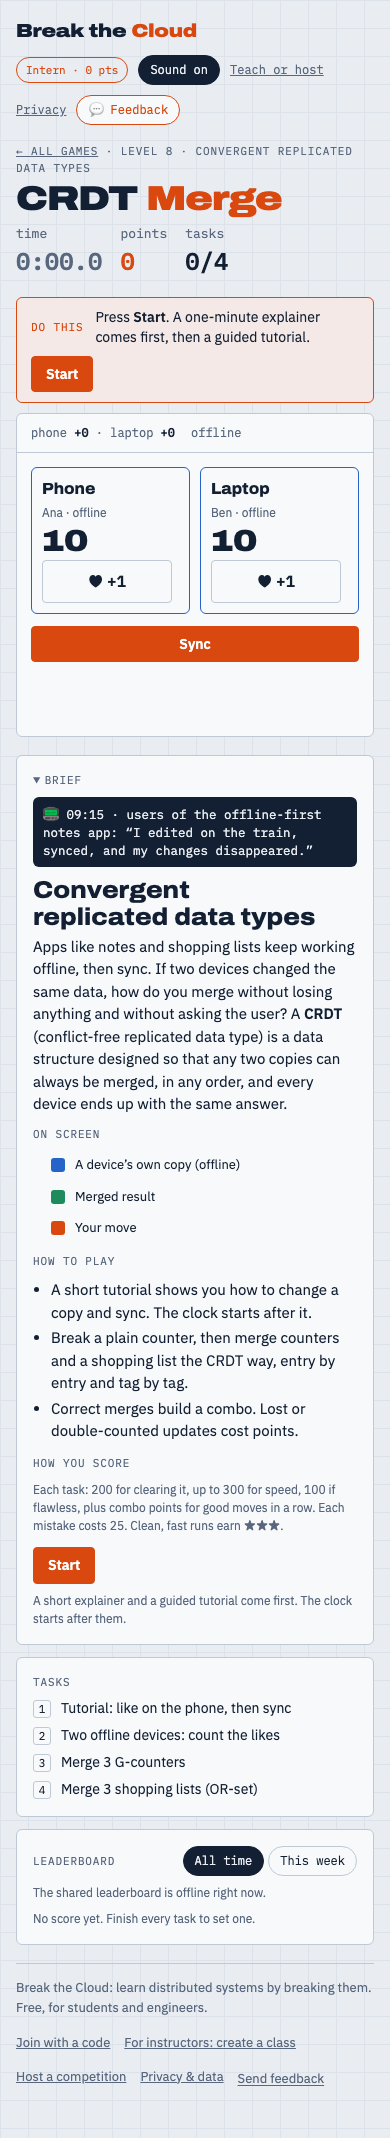 Break the Cloud
Intern · 0 pts
Sound on
Teach or host
Privacy
💬 Feedback
← ALL GAMES · LEVEL 8 · CONVERGENT REPLICATED
DATA TYPES
CRDT Merge
time points tasks
0:00.0 0 0/4
DO THIS
Press Start. A one-minute explainer
comes first, then a guided tutorial.
Start
phone +0 · laptop +0 offline
Phone
Ana · offline
10
♥ +1
Laptop
Ben · offline
10
♥ +1
Sync
▼ BRIEF
09:15 · users of the offline-first
notes app: “I edited on the train,
synced, and my changes disappeared.”
Convergent
replicated data types
Apps like notes and shopping lists keep working
offline, then sync. If two devices changed the
same data, how do you merge without losing
anything and without asking the user? A CRDT
(conflict-free replicated data type) is a data
structure designed so that any two copies can
always be merged, in any order, and every
device ends up with the same answer.
ON SCREEN
A device’s own copy (offline)
Merged result
Your move
HOW TO PLAY
• A short tutorial shows you how to change a
copy and sync. The clock starts after it.
• Break a plain counter, then merge counters
and a shopping list the CRDT way, entry by
entry and tag by tag.
• Correct merges build a combo. Lost or
double-counted updates cost points.
HOW YOU SCORE
Each task: 200 for clearing it, up to 300 for speed, 100 if
flawless, plus combo points for good moves in a row. Each
mistake costs 25. Clean, fast runs earn ★★★.
Start
A short explainer and a guided tutorial come first. The clock
starts after them.
TASKS
1 Tutorial: like on the phone, then sync
2 Two offline devices: count the likes
3 Merge 3 G-counters
4 Merge 3 shopping lists (OR-set)
LEADERBOARD
All time
This week
The shared leaderboard is offline right now.
No score yet. Finish every task to set one.
Break the Cloud: learn distributed systems by breaking them.
Free, for students and engineers.
Join with a code For instructors: create a class
Host a competition Privacy & data Send feedback